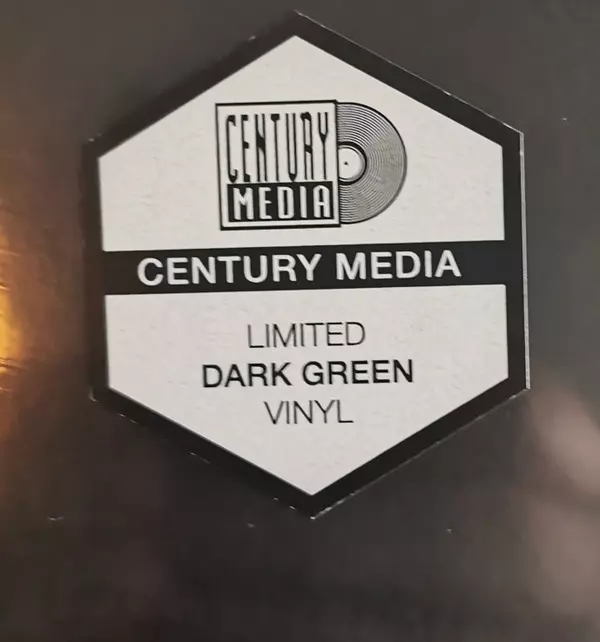 CENTURY
MEDIA
CENTURY MEDIA
LIMITED
DARK GREEN
VINYL